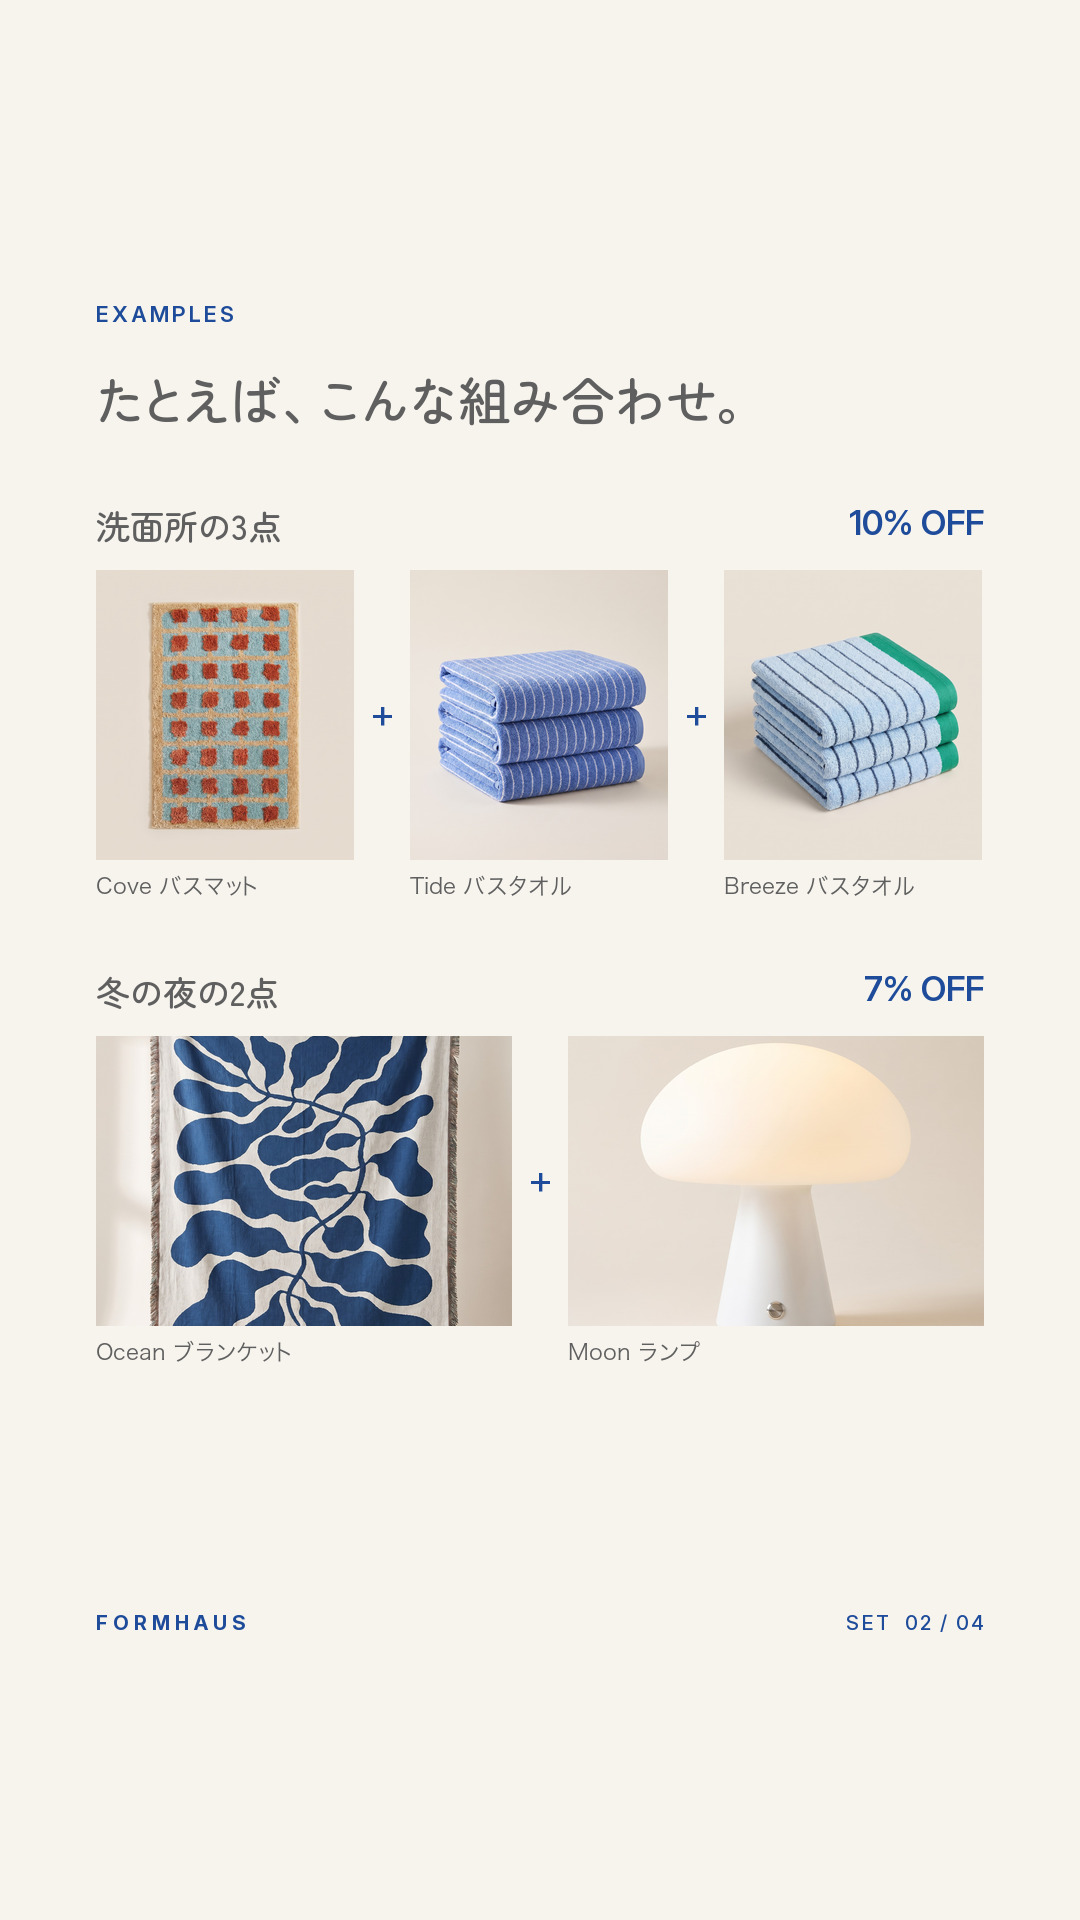 EXAMPLES
たとえば、こんな組み合わせ。
洗面所の3点
10% OFF
+
+
Cove バスマット
Tide バスタオル
Breeze バスタオル
冬の夜の2点
7% OFF
+
Ocean ブランケット
Moon ランプ
FORMHAUS
SET 02 / 04